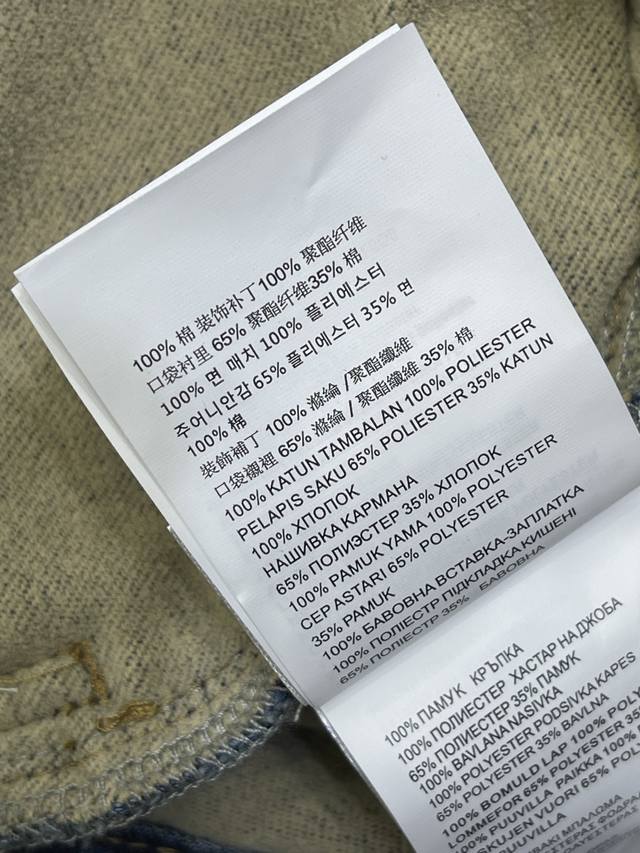 100% 棉 装饰补丁100% 聚酯纤维
口袋衬里 65% 聚酯纤维35% 棉
100% 면 매치 100% 폴리에스터
주어니안감 65% 폴리에스터 35% 면
100% 棉
裝飾補丁 100% 滌綸 /聚酯纖維
口袋襯裡 65% 滌綸 / 聚酯纖維 35% 棉
100% KATUN TAMBALAN 100% POLIESTER
PELAPIS SAKU 65% POLIESTER 35% KATUN
100% ХЛОПОК
НАШИВКА КАРМАНА
65% ПОЛИЭСТЕР 35% ХЛОПОК
100% PAMUK YAMA 100% POLYESTER
CEP ASTARI 65% POLYESTER
35% PAMUK
100% БАВОВНА ВСТАВКА-ЗАПЛАТКА
100% ПОЛІЕСТР ПІДКЛАДКА КИШЕНІ
65% ПОЛІЕСТР 35% БАВОВНА
100% ПАМУК КРЪПКА
100% ПОЛИЕСТЕР ХАСТАР НА ДЖОБА
65% ПОЛИЕСТЕР 35% ПАМУК
100% BAVLANA NASIVKA
100% POLYESTER PODSIVKA KAPES
65% POLYESTER 35% BAVLNA
100% BOMULD LAP 100% POLY
LOMMEFOR 65% POLYESTER 35
100% PUUVILLA PAIKKA 100% P
SKUJEN VUORI 65% POL
PUUVILLA
ΜΠΑΛΩΜΑ